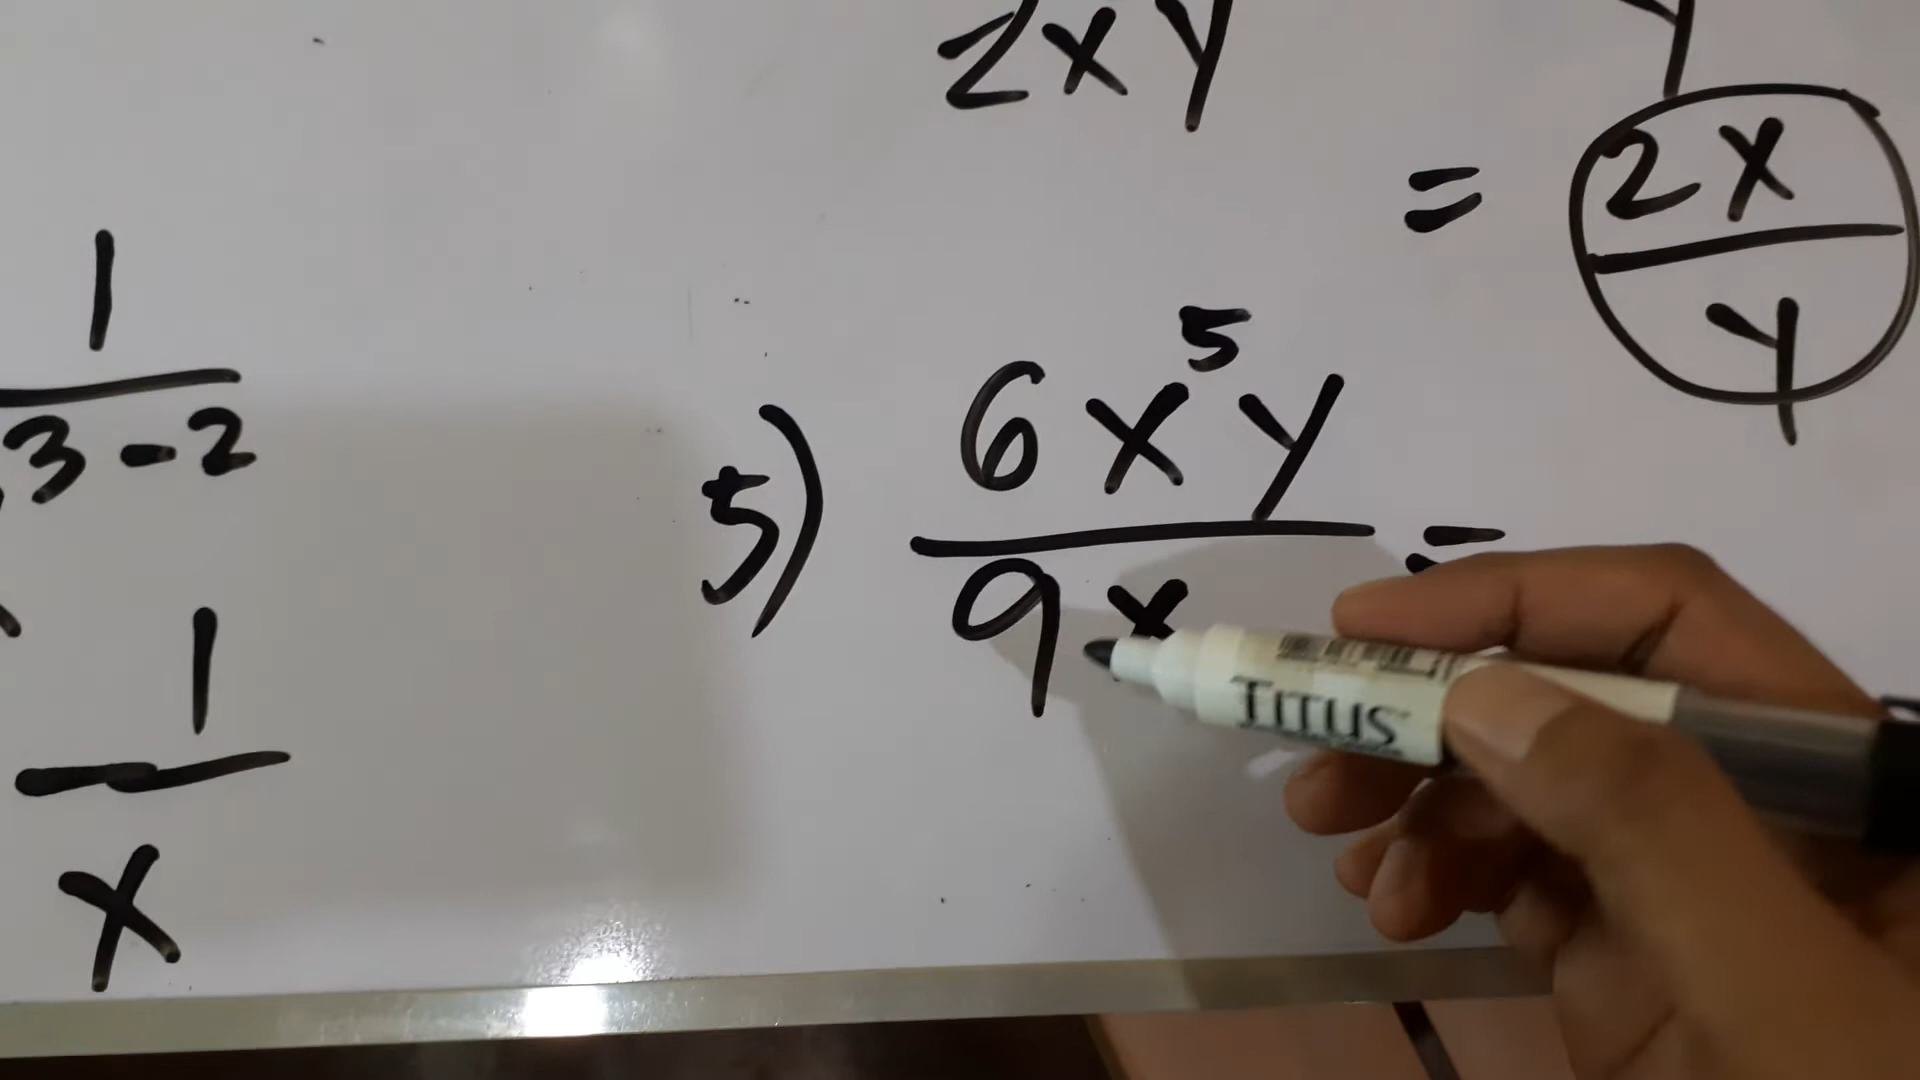 2xy
y
= 2x
y
1
3 - 2
1
x
5) 6x⁵y
9x
=
TITUS